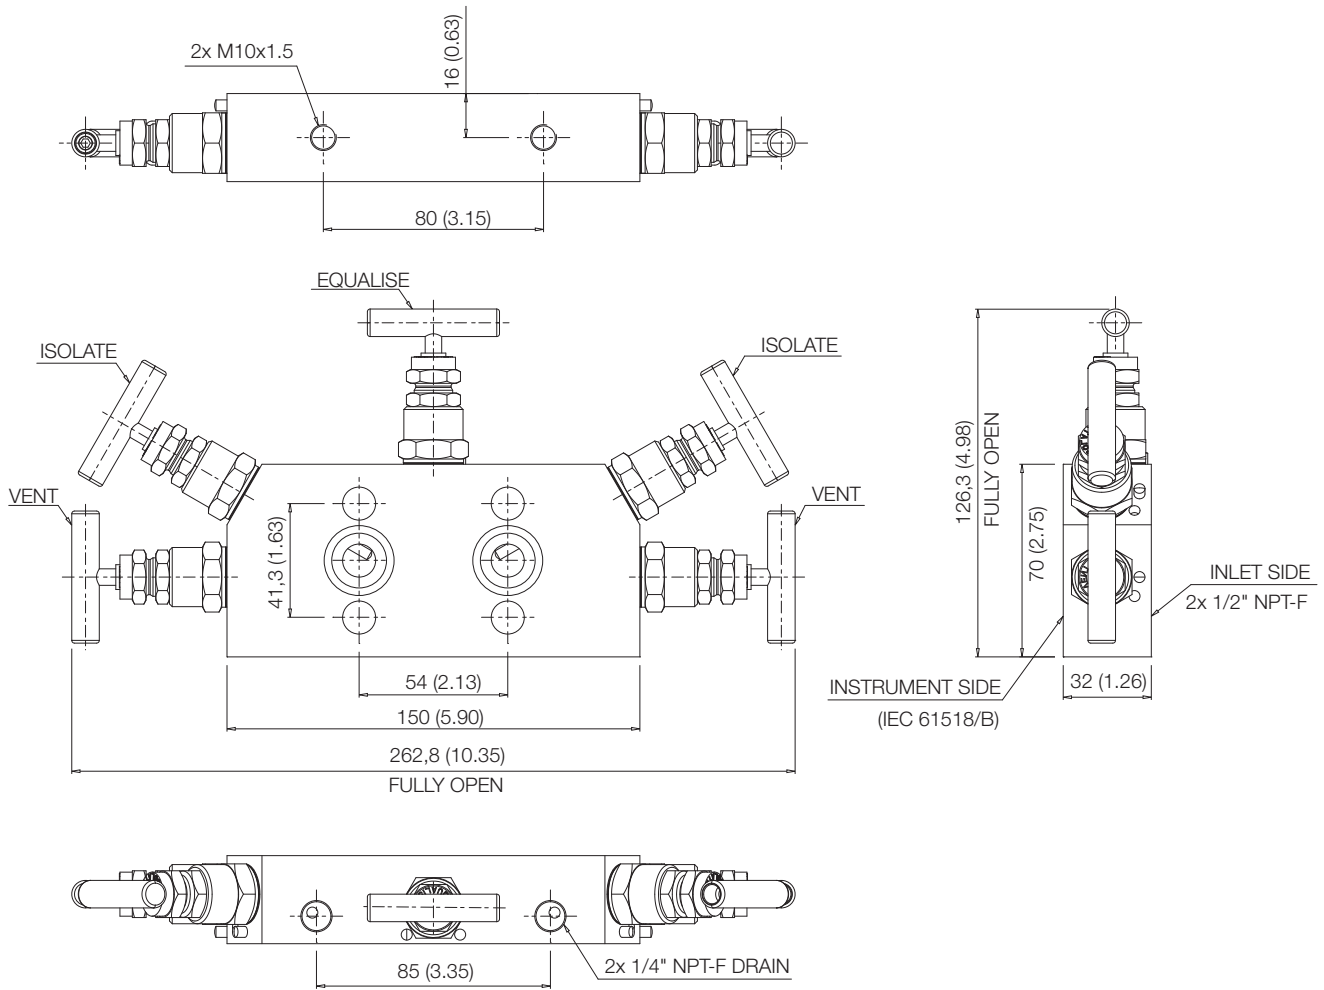 2x M10x1.5
16 (0.63)
80 (3.15)
EQUALISE
ISOLATE
ISOLATE
VENT
VENT
41,3 (1.63)
54 (2.13)
150 (5.90)
262,8 (10.35)
FULLY OPEN
126,3 (4.98)
FULLY OPEN
70 (2.75)
INLET SIDE
2x 1/2" NPT-F
32 (1.26)
INSTRUMENT SIDE
(IEC 61518/B)
85 (3.35)
2x 1/4" NPT-F DRAIN